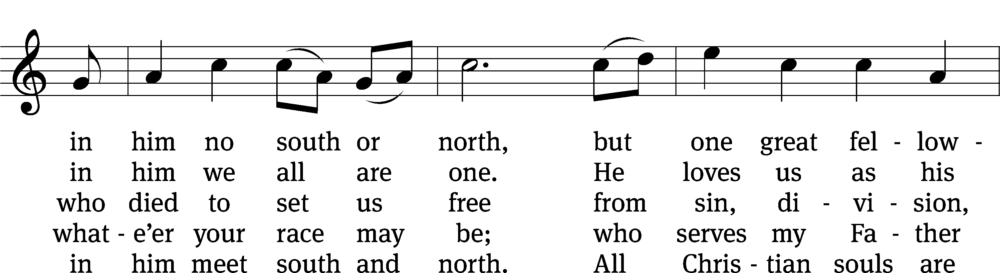 in him no south or north, but one great fel - low -
in him we all are one. He loves us as his
who died to set us free from sin, di - vi - sion,
what - e’er your race may be; who serves my Fa - ther
in him meet south and north. All Chris - tian souls are